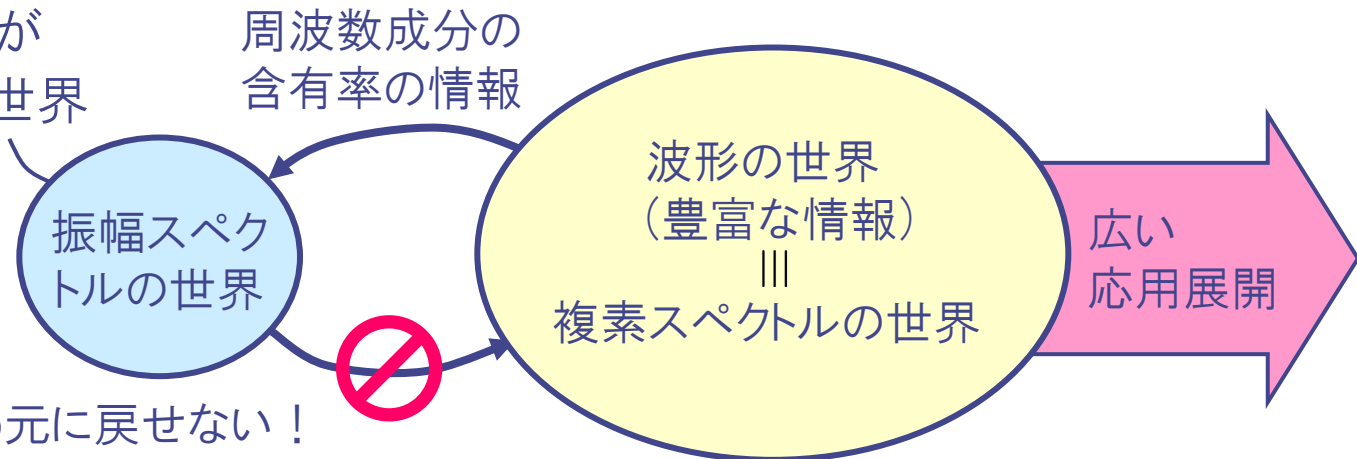 が
世界
周波数成分の
含有率の情報
振幅スペク
トルの世界
波形の世界
（豊富な情報）
|||
複素スペクトルの世界
広い
応用展開
元に戻せない！